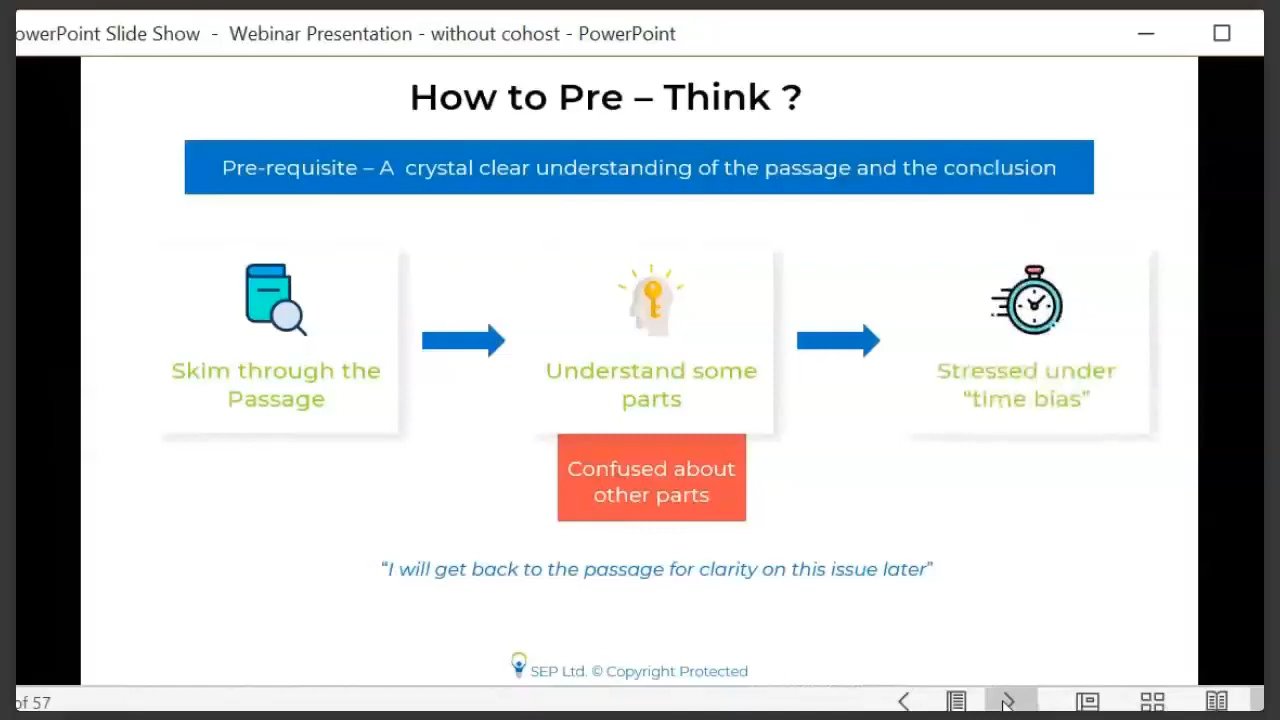 owerPoint Slide Show - Webinar Presentation - without cohost - PowerPoint
How to Pre – Think ?
Pre-requisite – A crystal clear understanding of the passage and the conclusion
Skim through the
Passage
Understand some
parts
Stressed under
“time bias”
Confused about
other parts
“I will get back to the passage for clarity on this issue later”
SEP Ltd. © Copyright Protected
of 57